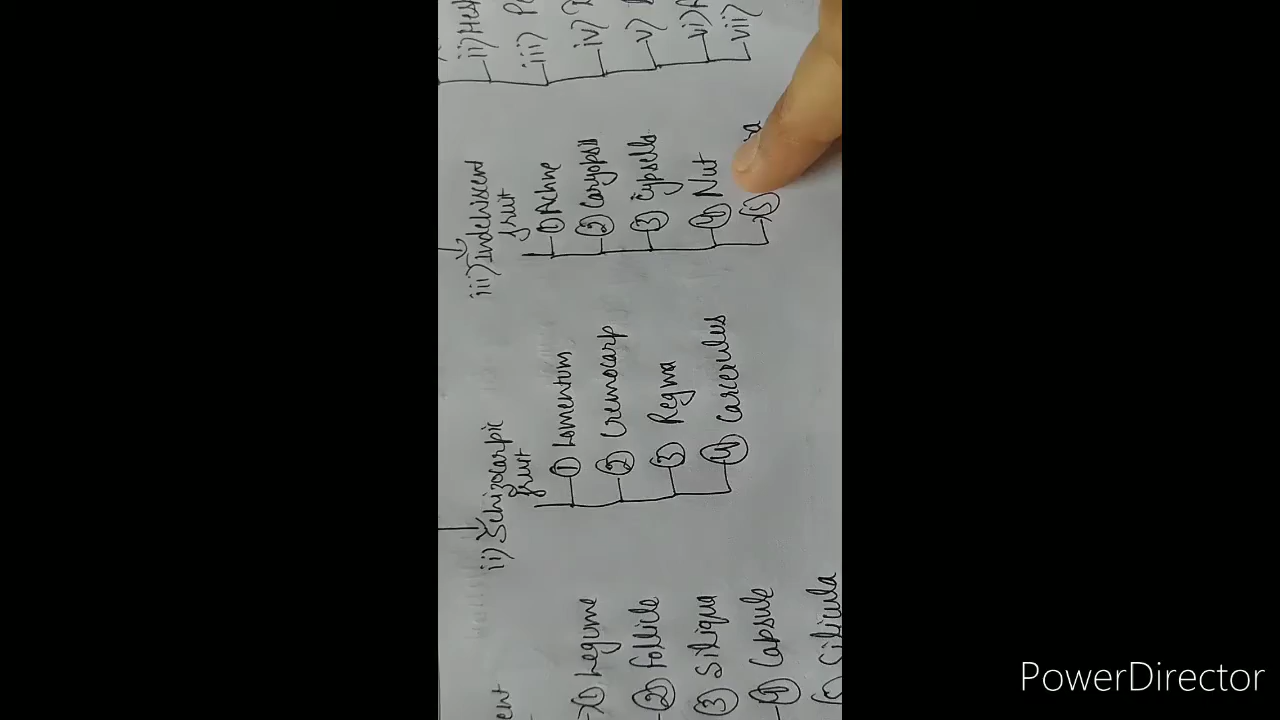 ent
① Legume
② Follicle
③ Siliqua
④ Capsule
⑤ Silicula
ii) Schizocarpic
fruit
① Lomentum
② Cremocarp
③ Regma
④ Carcerulus
iii) Indehiscent
fruit
① Achne
② Caryopsis
③ Cypsella
④ Nut
⑤
ii)
iii)
iv)
v)
vi)
vii)
PowerDirector